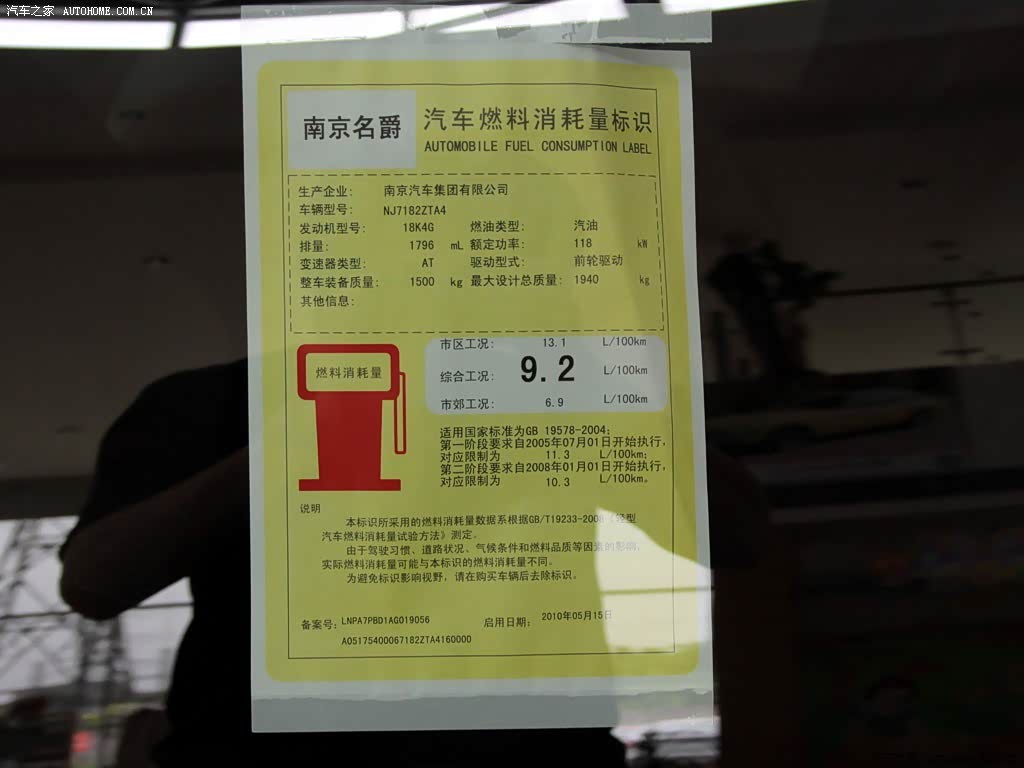 汽车之家 AUTOHOME.COM.CN
南京名爵
汽车燃料消耗量标识
AUTOMOBILE FUEL CONSUMPTION LABEL
生产企业: 南京汽车集团有限公司
车辆型号: NJ7182ZTA4
发动机型号: 18K4G 燃油类型: 汽油
排量: 1796 mL 额定功率: 118 kW
变速器类型: AT 驱动型式: 前轮驱动
整车装备质量: 1500 kg 最大设计总质量: 1940 kg
其他信息:
燃料消耗量
市区工况: 13.1 L/100km
综合工况: 9.2 L/100km
市郊工况: 6.9 L/100km
适用国家标准为GB 19578-2004;
第一阶段要求自2005年07月01日开始执行,
对应限制为 11.3 L/100km;
第二阶段要求自2008年01月01日开始执行,
对应限制为 10.3 L/100km。
说明
本标识所采用的燃料消耗量数据系根据GB/T19233-2008《轻型
汽车燃料消耗量试验方法》测定。
由于驾驶习惯、道路状况、气候条件和燃料品质等因素的影响,
实际燃料消耗量可能与本标识的燃料消耗量不同。
为避免标识影响视野,请在购买车辆后去除标识。
备案号: LNPA7PBD1AG019056 启用日期: 2010年05月15日
A05175400067182ZTA4160000